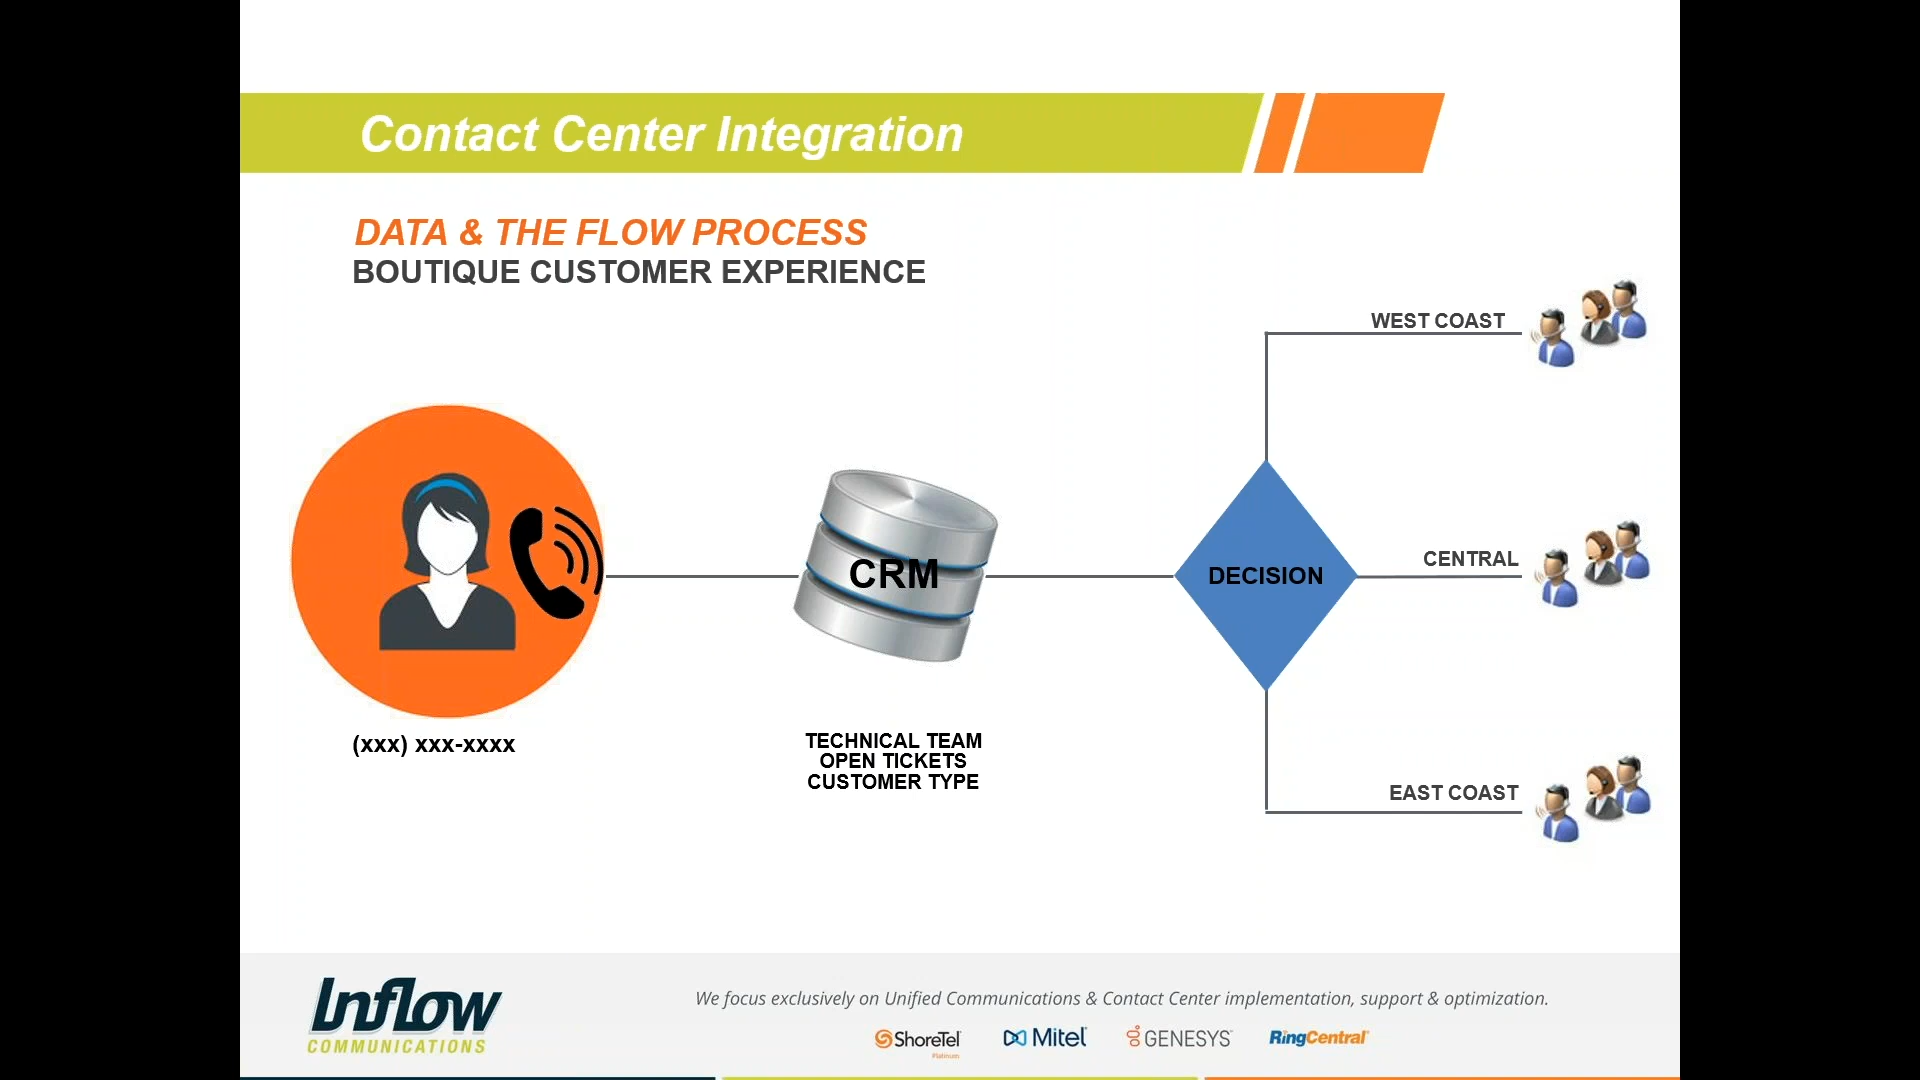 Contact Center Integration
DATA & THE FLOW PROCESS
BOUTIQUE CUSTOMER EXPERIENCE
WEST COAST
CRM
DECISION
CENTRAL
(xxx) xxx-xxxx
TECHNICAL TEAM
OPEN TICKETS
CUSTOMER TYPE
EAST COAST
Inflow
COMMUNICATIONS
We focus exclusively on Unified Communications & Contact Center implementation, support & optimization.
ShoreTel
Platinum
Mitel
GENESYS
RingCentral